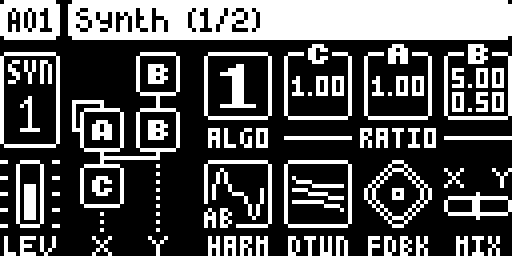 A01 Synth (1/2)
C A B
SYN B 1 1.00 1.00 5.00
1 A B 0.50
ALGO RATIO
C X Y
AB
LEV X Y HARM DTUN FDBK MIX